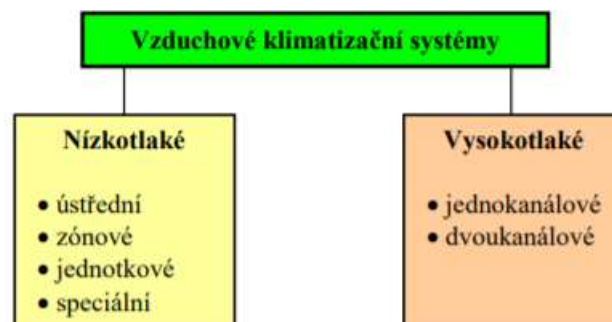 Vzduchové klimatizační systémy
Nízkotlaké
• ústřední
• zónové
• jednotkové
• speciální
Vysokotlaké
• jednokanálové
• dvoukanálové